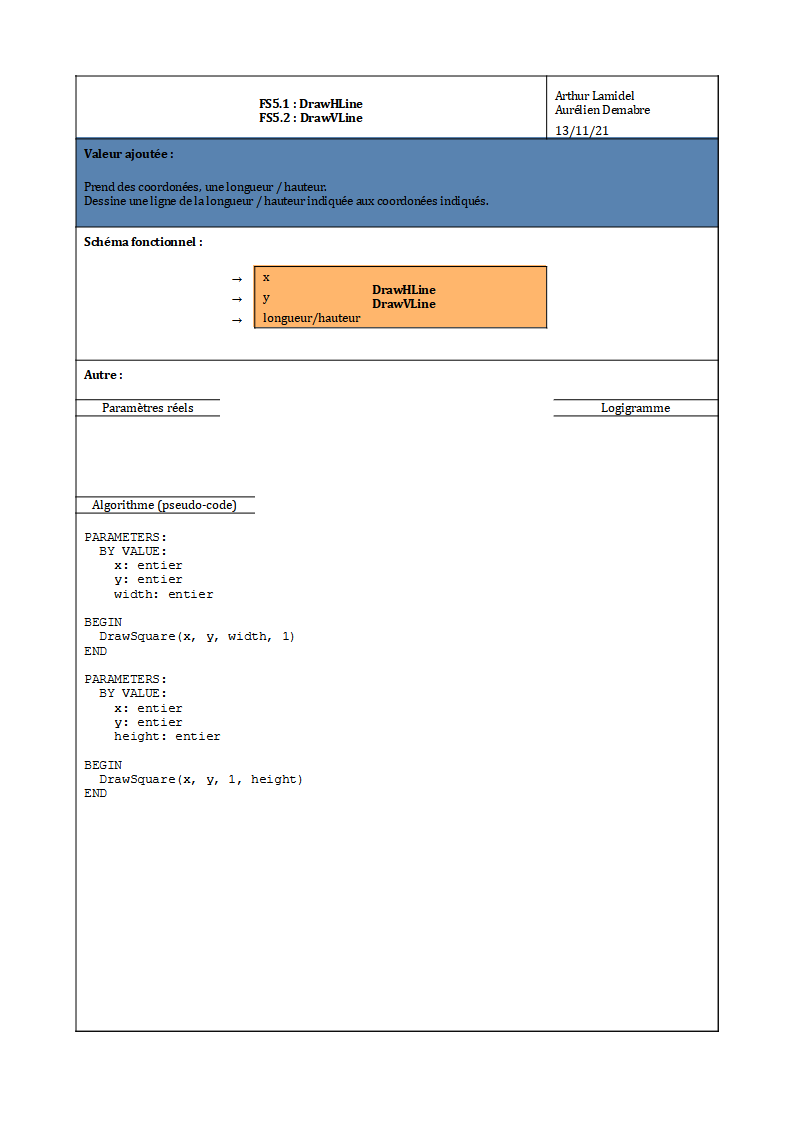 FS5.1 : DrawHLine
FS5.2 : DrawVLine
Arthur Lamidel
Aurélien Demabre
13/11/21
Valeur ajoutée :
Prend des coordonées, une longueur / hauteur.
Dessine une ligne de la longueur / hauteur indiquée aux coordonées indiqués.
Schéma fonctionnel :
→ x
DrawHLine
→ y
DrawVLine
→ longueur/hauteur
Autre :
Paramètres réels
Logigramme
Algorithme (pseudo-code)
PARAMETERS:
BY VALUE:
x: entier
y: entier
width: entier
BEGIN
DrawSquare(x, y, width, 1)
END
PARAMETERS:
BY VALUE:
x: entier
y: entier
height: entier
BEGIN
DrawSquare(x, y, 1, height)
END